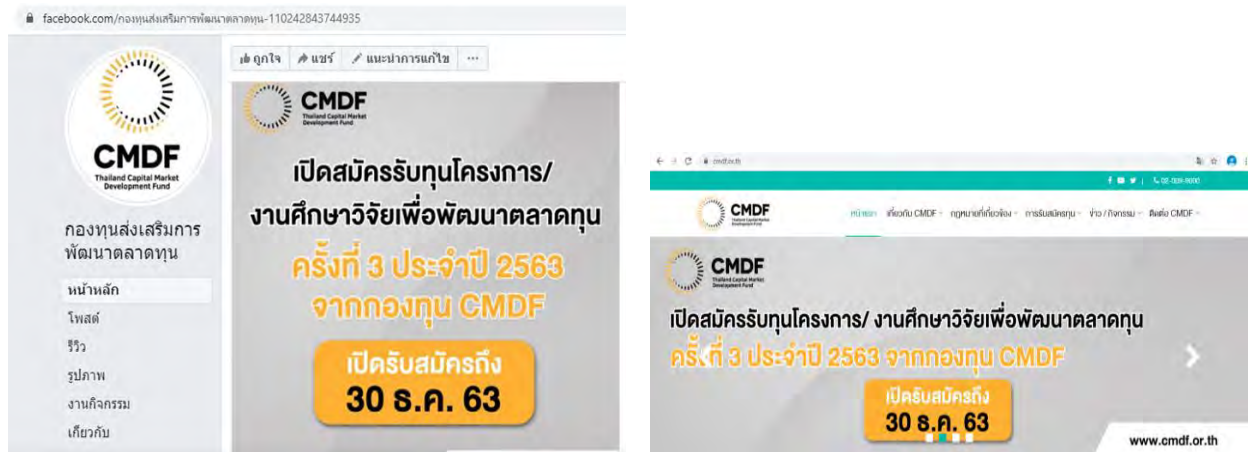 facebook.com/กองทุนส่งเสริมการพัฒนาตลาดทุน-110242843744935
CMDF
Thailand Capital Market
Development Fund
กองทุนส่งเสริมการ
พัฒนาตลาดทุน
หน้าหลัก
โพสต์
รีวิว
รูปภาพ
งานกิจกรรม
เกี่ยวกับ
ถูกใจ แชร์ แนะนำการแก้ไข ...
CMDF
Thailand Capital Market
Development Fund
เปิดสมัครรับทุนโครงการ/
งานศึกษาวิจัยเพื่อพัฒนาตลาดทุน
ครั้งที่ 3 ประจำปี 2563
จากกองทุน CMDF
เปิดรับสมัครถึง
30 ธ.ค. 63
cmdf.or.th
CMDF
Thailand Capital Market
Development Fund
หน้าแรก เกี่ยวกับ CMDF กฎหมายที่เกี่ยวข้อง การรับสมัครทุน ข่าว / กิจกรรม ติดต่อ CMDF
CMDF
Thailand Capital Market
Development Fund
เปิดสมัครรับทุนโครงการ/ งานศึกษาวิจัยเพื่อพัฒนาตลาดทุน
ครั้งที่ 3 ประจำปี 2563 จากกองทุน CMDF
เปิดรับสมัครถึง
30 ธ.ค. 63
www.cmdf.or.th